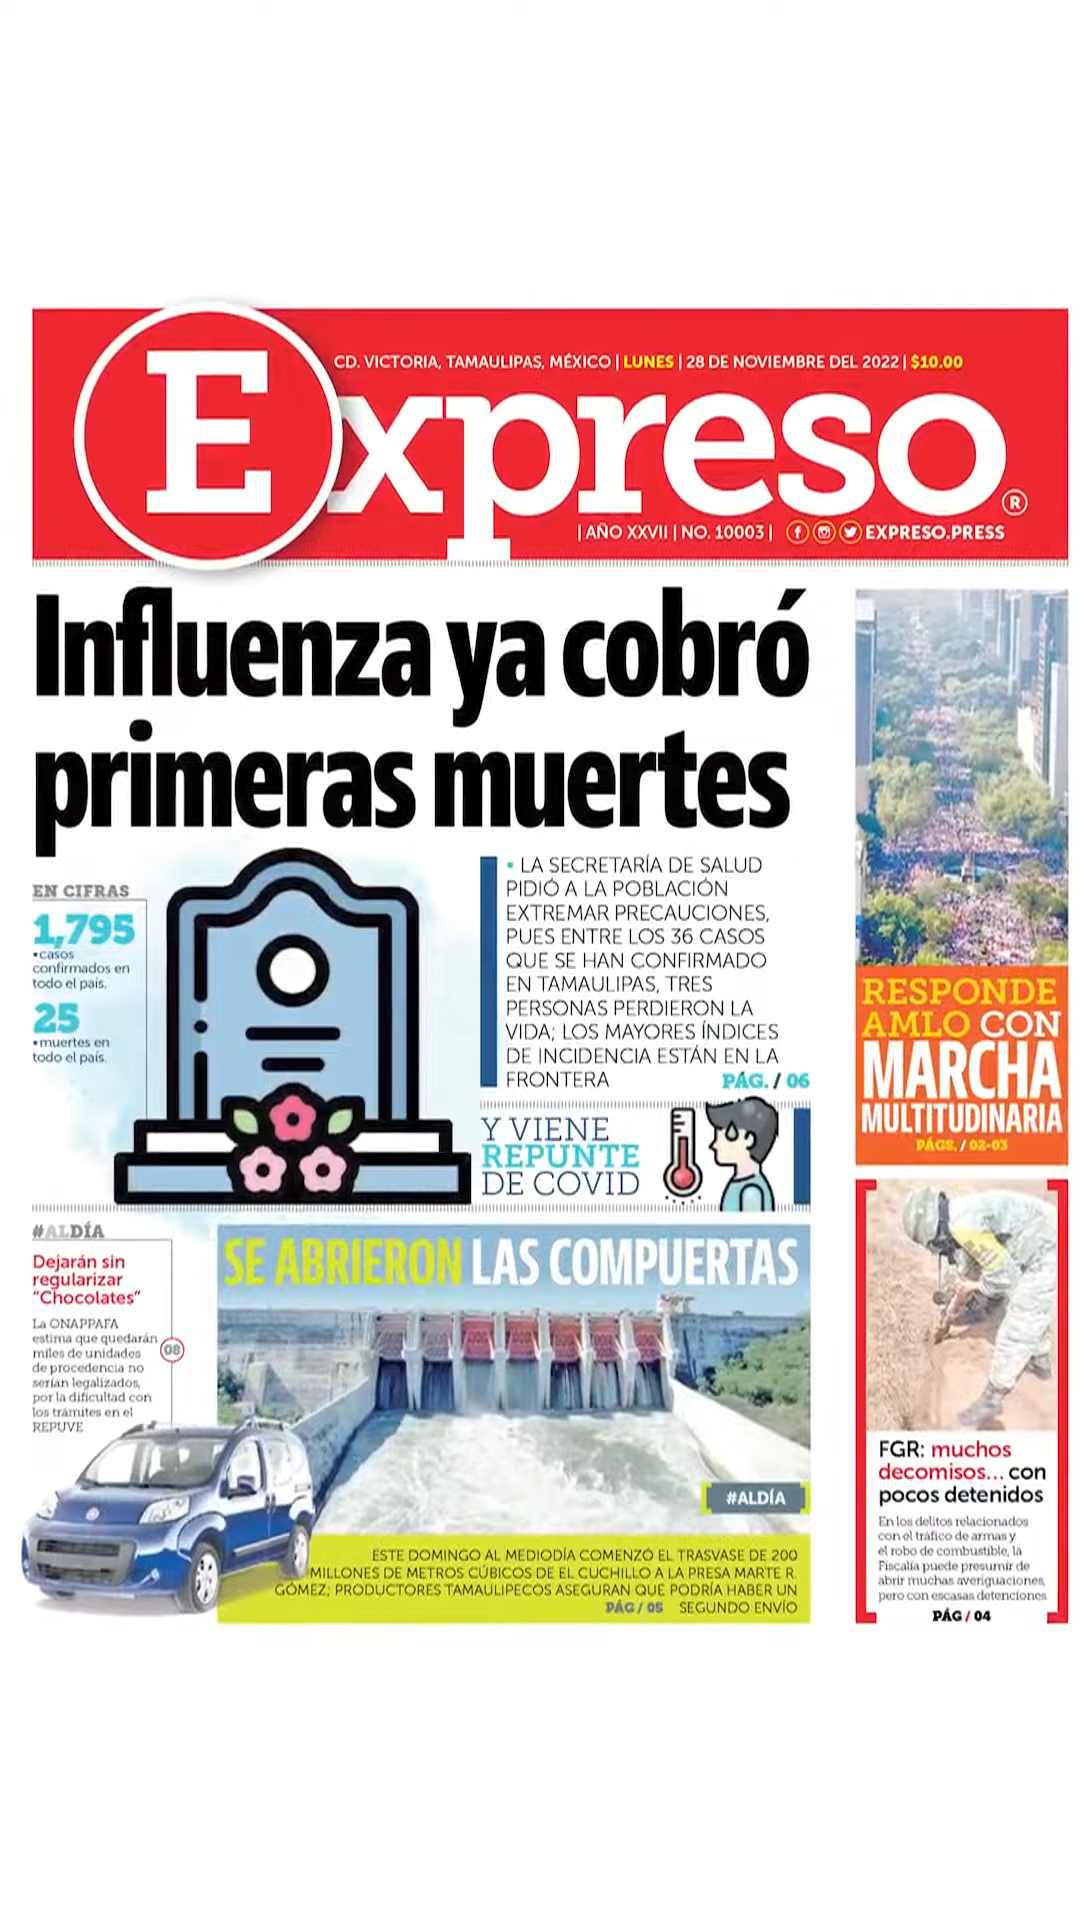 CD. VICTORIA, TAMAULIPAS, MÉXICO | LUNES | 28 DE NOVIEMBRE DEL 2022 | $10.00
Expreso®
| AÑO XXVII | NO. 10003 | EXPRESO.PRESS
Influenza ya cobró
primeras muertes
EN CIFRAS
1,795
•casos
confirmados en
todo el país.
25
•muertes en
todo el país.
• LA SECRETARÍA DE SALUD
PIDIÓ A LA POBLACIÓN
EXTREMAR PRECAUCIONES,
PUES ENTRE LOS 36 CASOS
QUE SE HAN CONFIRMADO
EN TAMAULIPAS, TRES
PERSONAS PERDIERON LA
VIDA; LOS MAYORES ÍNDICES
DE INCIDENCIA ESTÁN EN LA
FRONTERA PÁG. / 06
Y VIENE
REPUNTE
DE COVID
RESPONDE
AMLO CON
MARCHA
MULTITUDINARIA
PÁGS. / 02-03
#ALDÍA
Dejarán sin
regularizar
“Chocolates”
La ONAPPAFA
estima que quedarán
miles de unidades
de procedencia no
serían legalizados,
por la dificultad con
los trámites en el
REPUVE
08
SE ABRIERON LAS COMPUERTAS
#ALDÍA
ESTE DOMINGO AL MEDIODÍA COMENZÓ EL TRASVASE DE 200
MILLONES DE METROS CÚBICOS DE EL CUCHILLO A LA PRESA MARTE R.
GÓMEZ; PRODUCTORES TAMAULIPECOS ASEGURAN QUE PODRÍA HABER UN
PÁG / 05 SEGUNDO ENVÍO
FGR: muchos
decomisos... con
pocos detenidos
En los delitos relacionados
con el tráfico de armas y
el robo de combustible, la
Fiscalía puede presumir de
abrir muchas averiguaciones,
pero con escasas detenciones
PÁG / 04